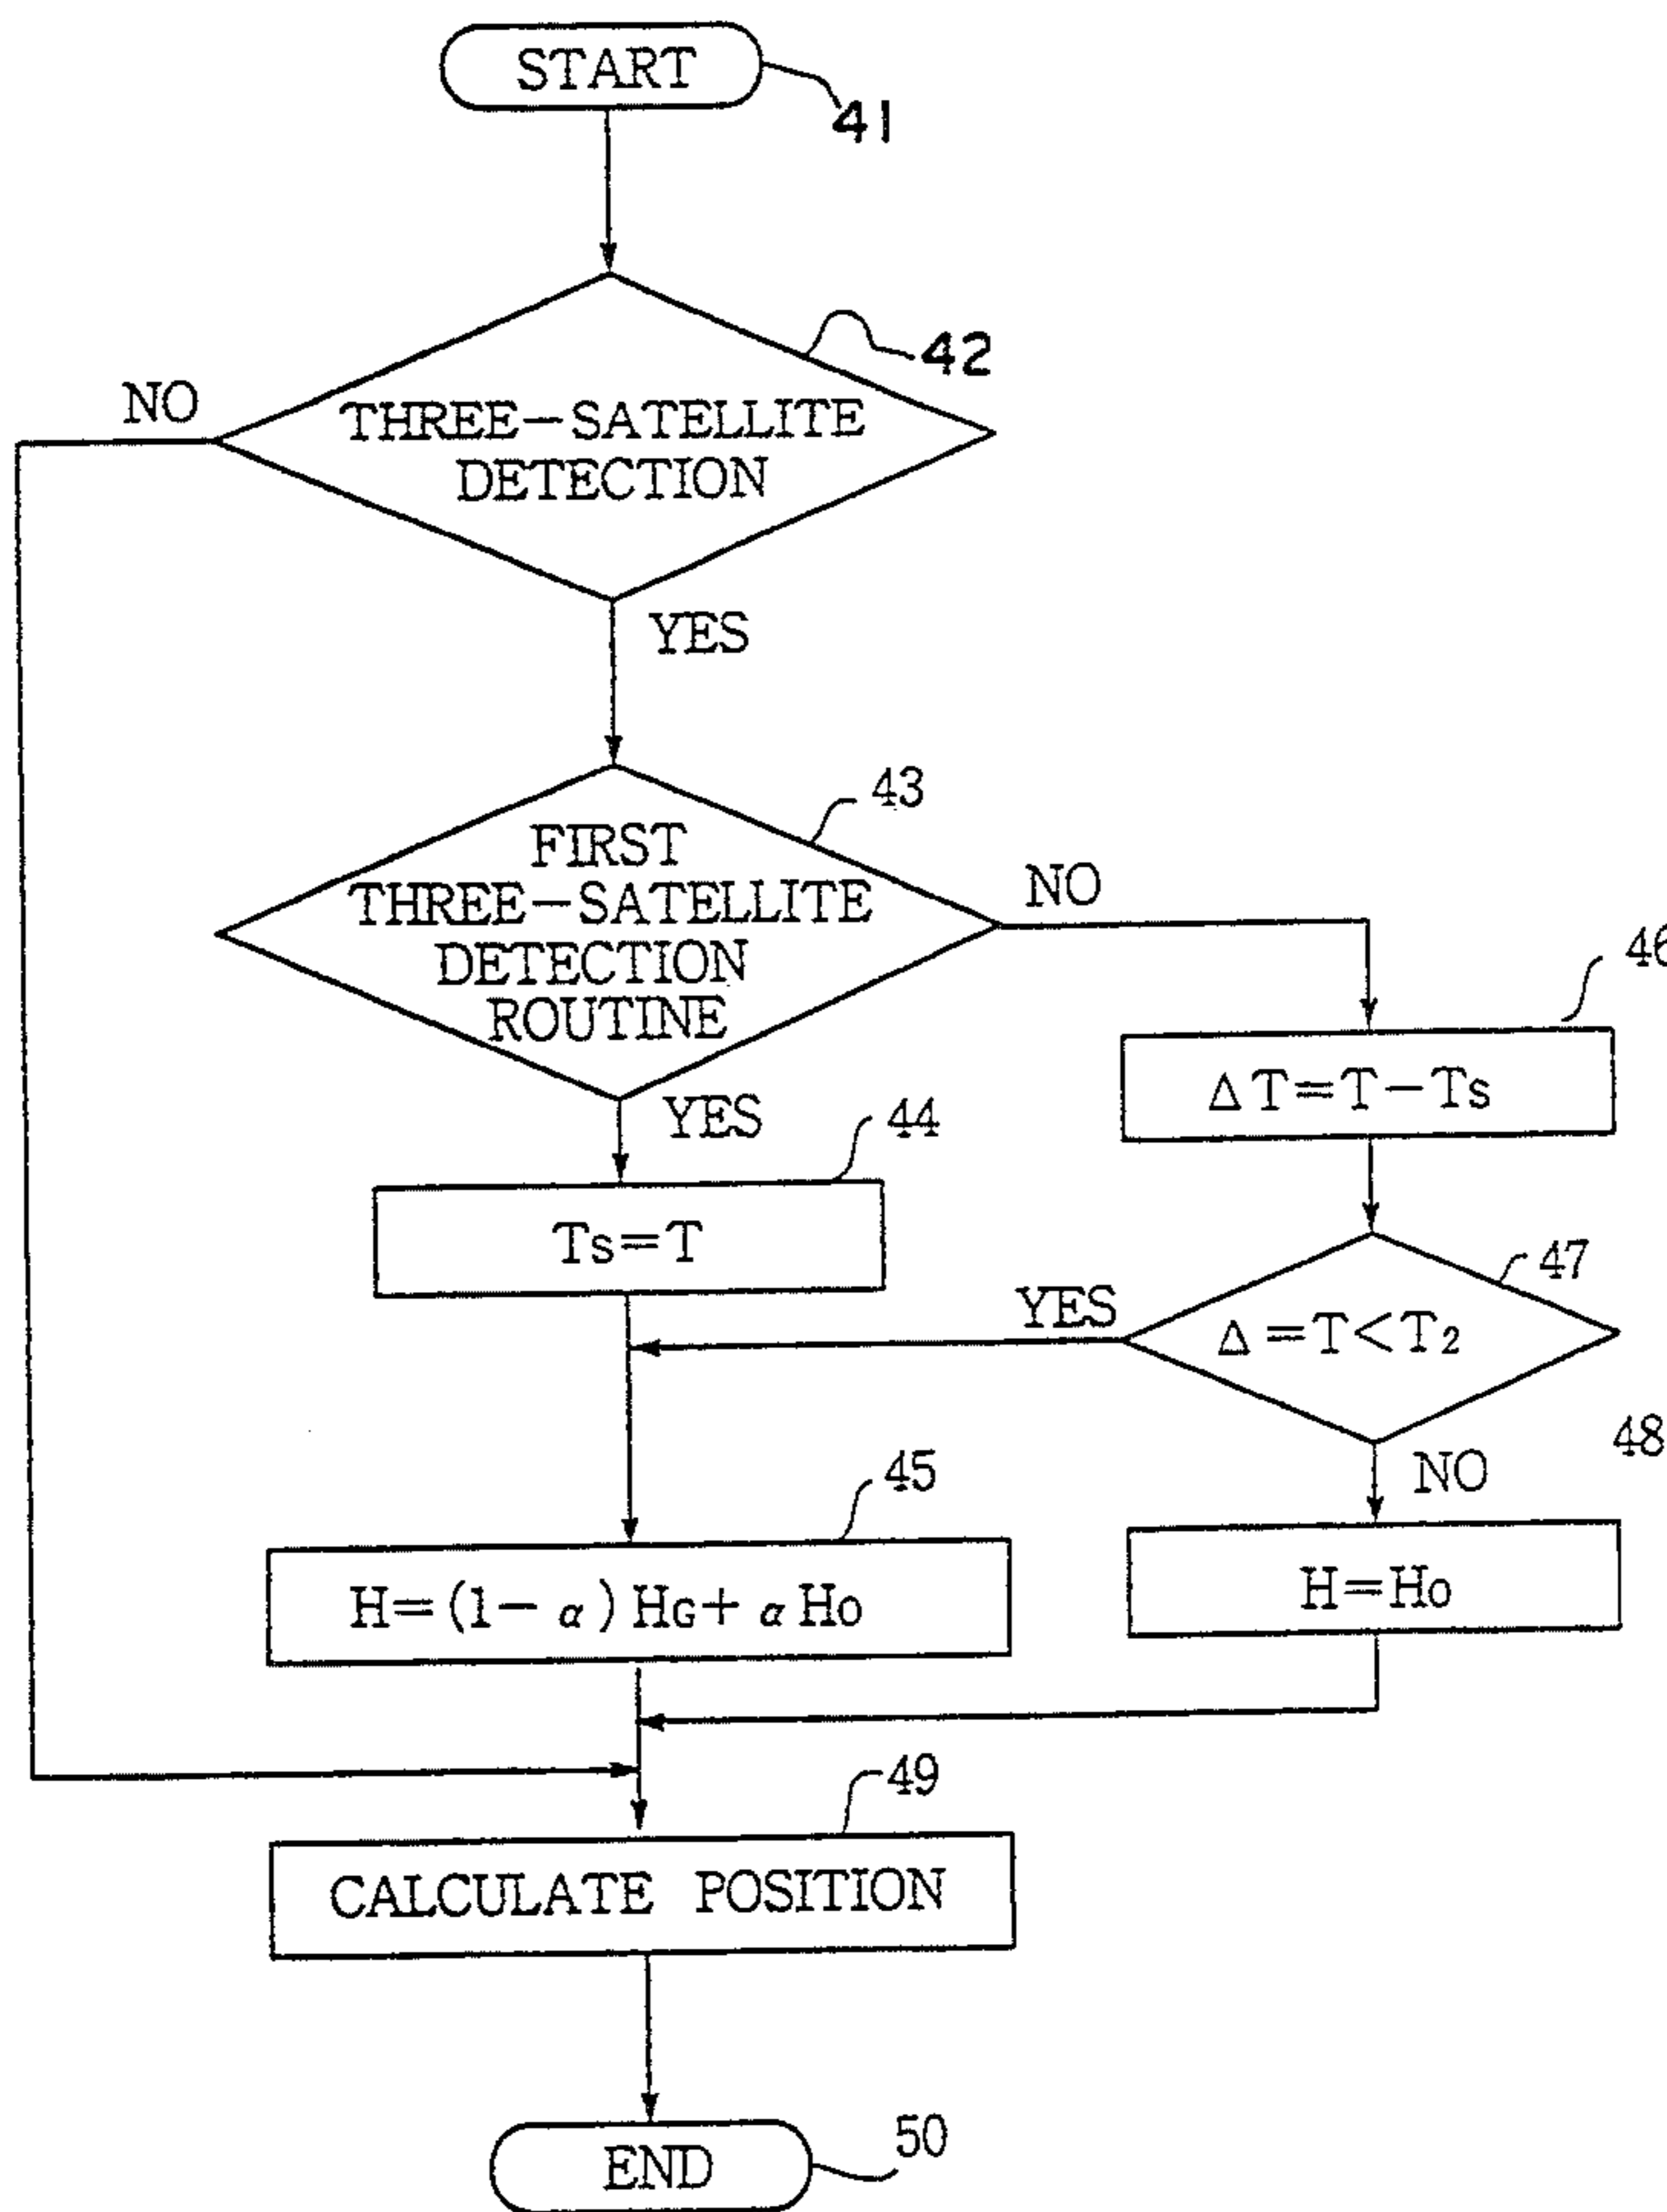 START
41
42
NO
THREE-SATELLITE
DETECTION
YES
43
FIRST
THREE-SATELLITE
DETECTION
ROUTINE
NO
46
ΔT=T-Ts
YES
44
Ts=T
47
YES
Δ=T<T2
48
NO
45
H=(1-α)HG+αHo
H=Ho
49
CALCULATE POSITION
END
50